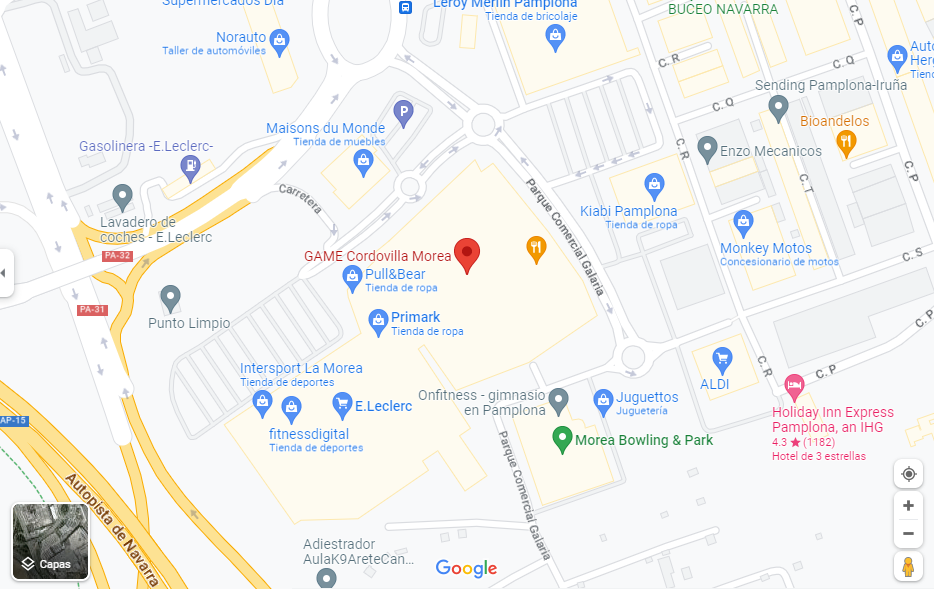 Supermercados Dia
Leroy Merlin Pamplona
Tienda de bricolaje
BUCEO NAVARRA
C. P
Norauto
Taller de automóviles
C. R
C. Q
Auto
Herg
Tiend
Sending Pamplona-Iruña
P
C. Q
Maisons du Monde
Tienda de muebles
Bioandelos
Gasolinera -E.Leclerc-
C. R
Enzo Mecanicos
C. T
C. P
Carretera
Parque Comercial Galaria
Kiabi Pamplona
Tienda de ropa
Lavadero de
coches - E.Leclerc
Monkey Motos
Concesionario de motos
PA-32
GAME Cordovilla Morea
C. S
Pull&Bear
Tienda de ropa
PA-31
Punto Limpio
Primark
Tienda de ropa
C. P
Intersport La Morea
Tienda de deportes
C. R
C. P
ALDI
Onfitness - gimnasio
en Pamplona
Juguettos
Juguetería
E.Leclerc
AP-15
fitnessdigital
Tienda de deportes
Morea Bowling & Park
Holiday Inn Express
Pamplona, an IHG
4.3 ★ (1182)
Hotel de 3 estrellas
Parque Comercial Galaria
Autopista de Navarra
Adiestrador
AulaK9AreteCan...
Capas
Google